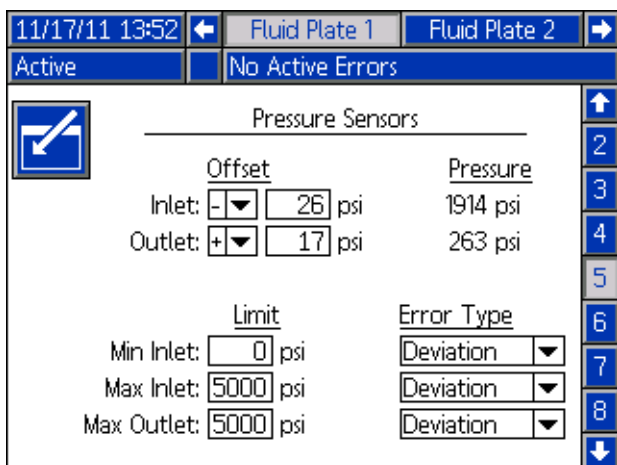 11/17/11 13:52 Fluid Plate 1 Fluid Plate 2
Active No Active Errors
Pressure Sensors
Offset Pressure
Inlet: - 26 psi 1914 psi
Outlet: + 17 psi 263 psi
Limit Error Type
Min Inlet: 0 psi Deviation
Max Inlet: 5000 psi Deviation
Max Outlet: 5000 psi Deviation
2
3
4
5
6
7
8